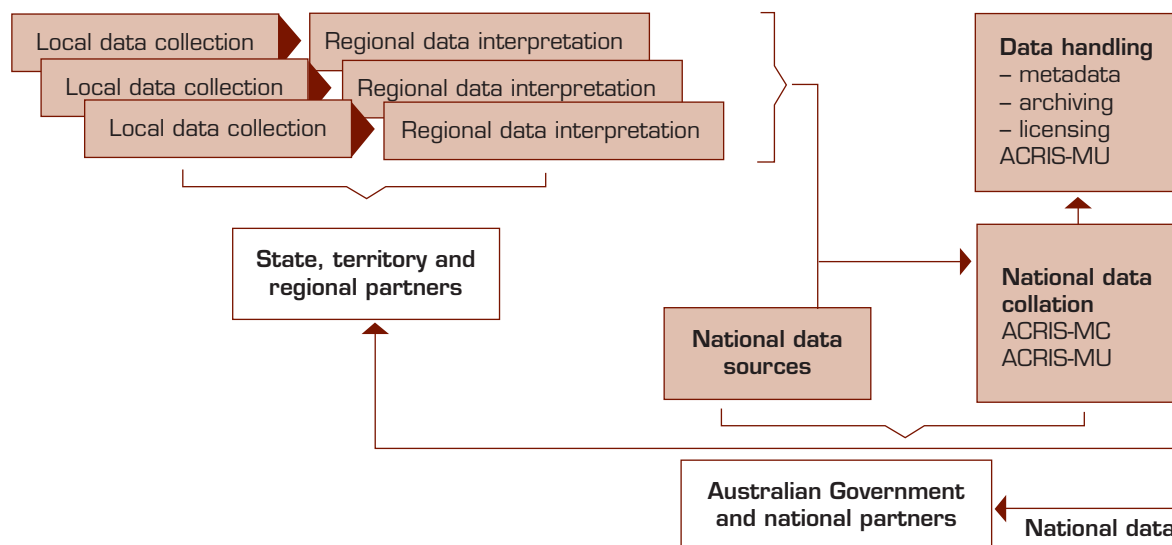 Local data collection
Regional data interpretation
Local data collection
Regional data interpretation
Local data collection
Regional data interpretation
Data handling
– metadata
– archiving
– licensing
ACRIS-MU
State, territory and
regional partners
National data
collation
ACRIS-MC
ACRIS-MU
National data
sources
Australian Government
and national partners
National data